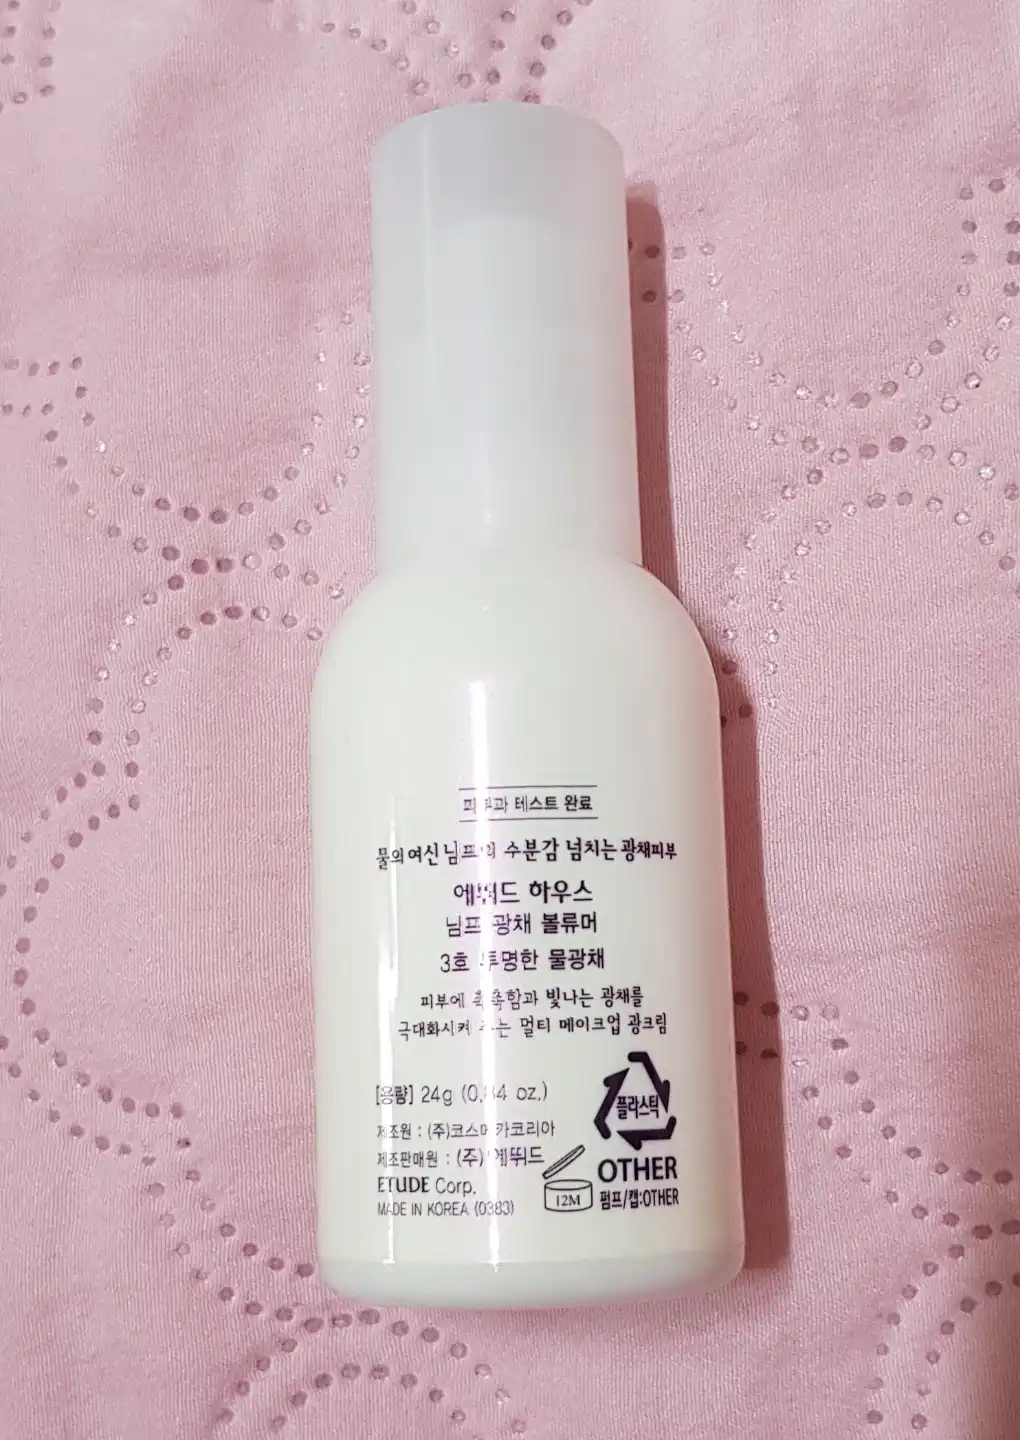 피부과 테스트 완료
물의 여신 님프의 수분감 넘치는 광채피부
에뛰드 하우스
님프 광채 볼류머
3호 투명한 물광채
피부에 촉촉함과 빛나는 광채를
극대화시켜 주는 멀티 메이크업 광크림
[용량] 24g (0.84 oz.)
제조원 : (주)코스메카코리아
제조판매원 : (주)에뛰드
ETUDE Corp.
MADE IN KOREA (0383)
12M
플라스틱
OTHER
펌프/캡:OTHER